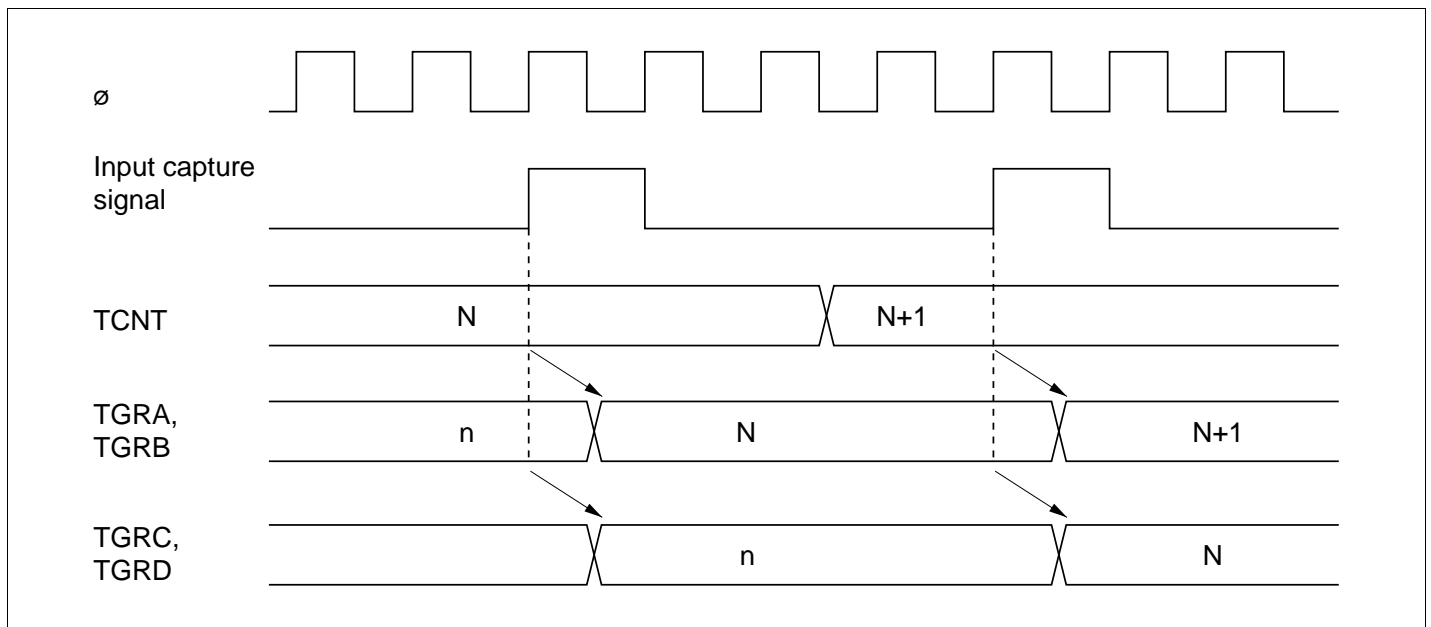 ø
Input capture
signal
TCNT
N
N+1
TGRA,
TGRB
n
N
N+1
TGRC,
TGRD
n
N